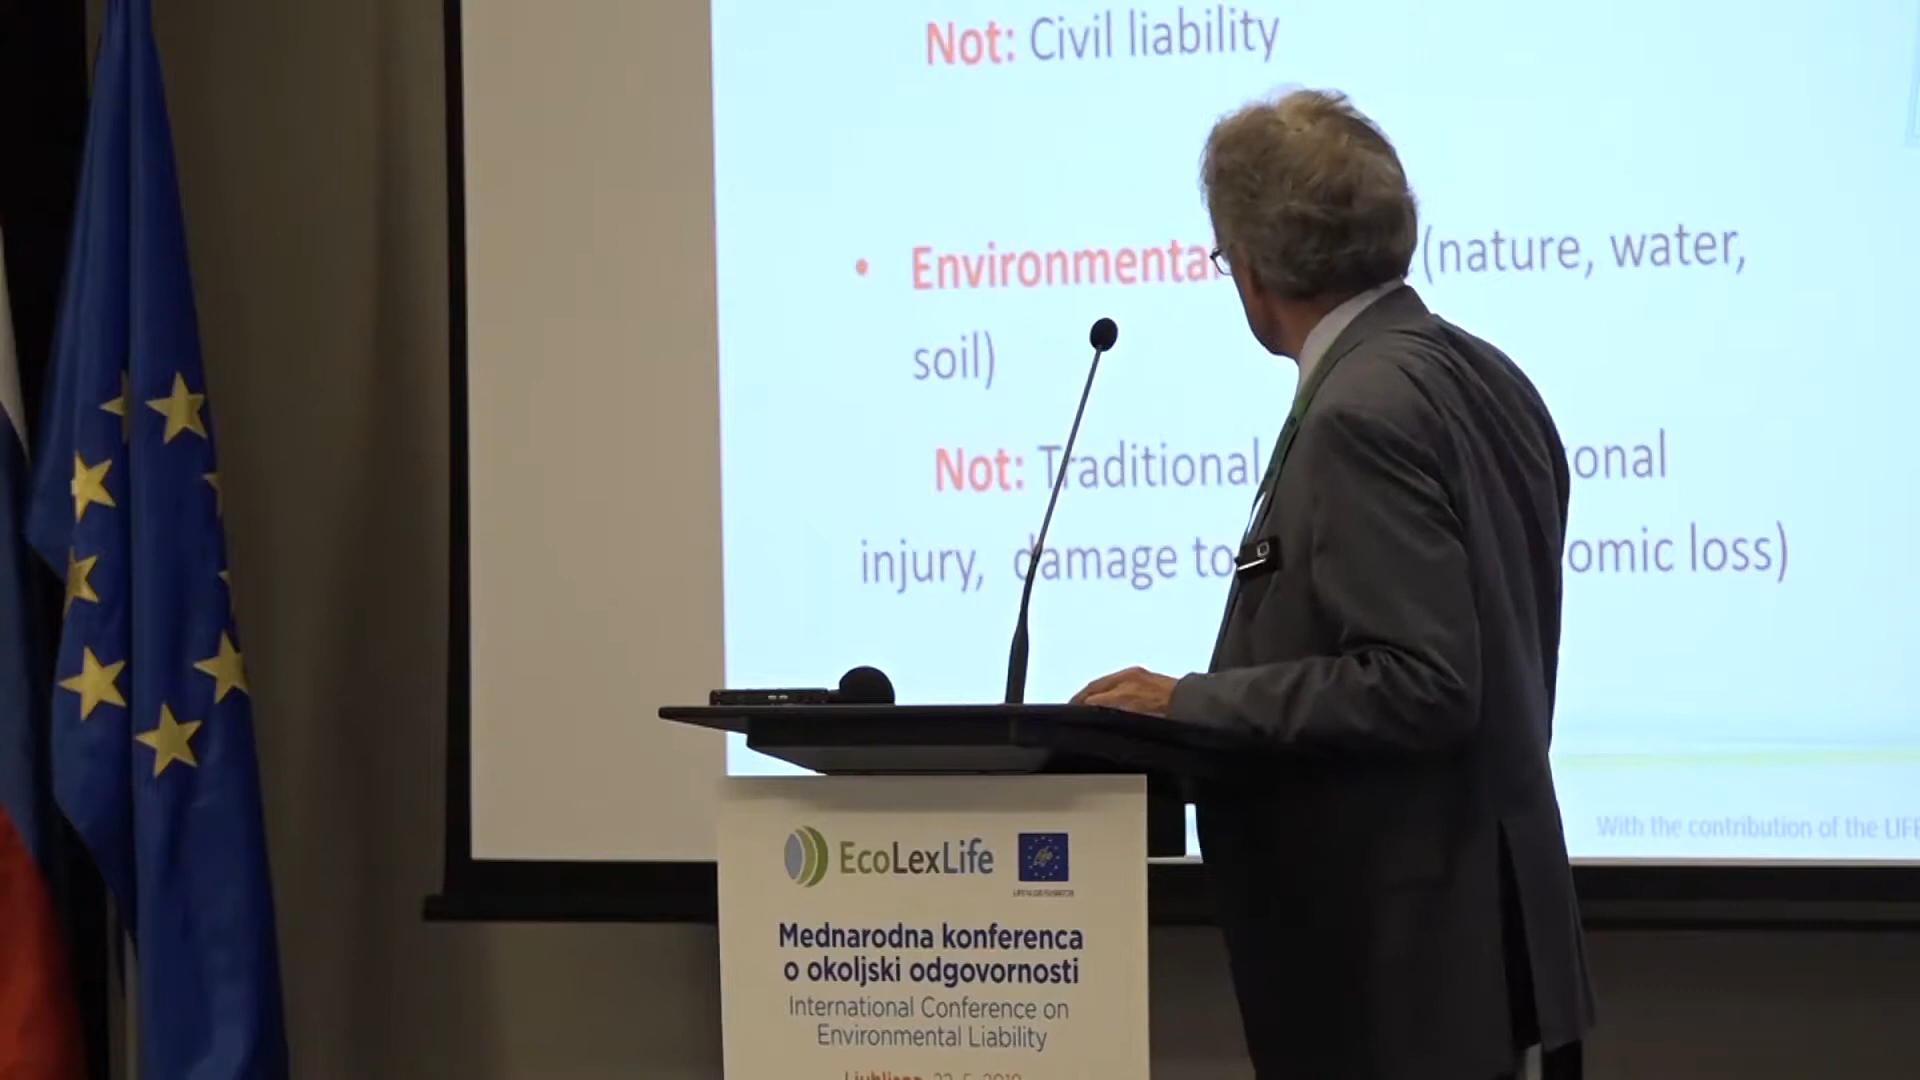 Not: Civil liability
• Environmental (nature, water,
soil)
Not: Traditional onal
injury, damage to omic loss)
With the contribution of the LIFE
EcoLexLife
Mednarodna konferenca
o okoljski odgovornosti
International Conference on
Environmental Liability